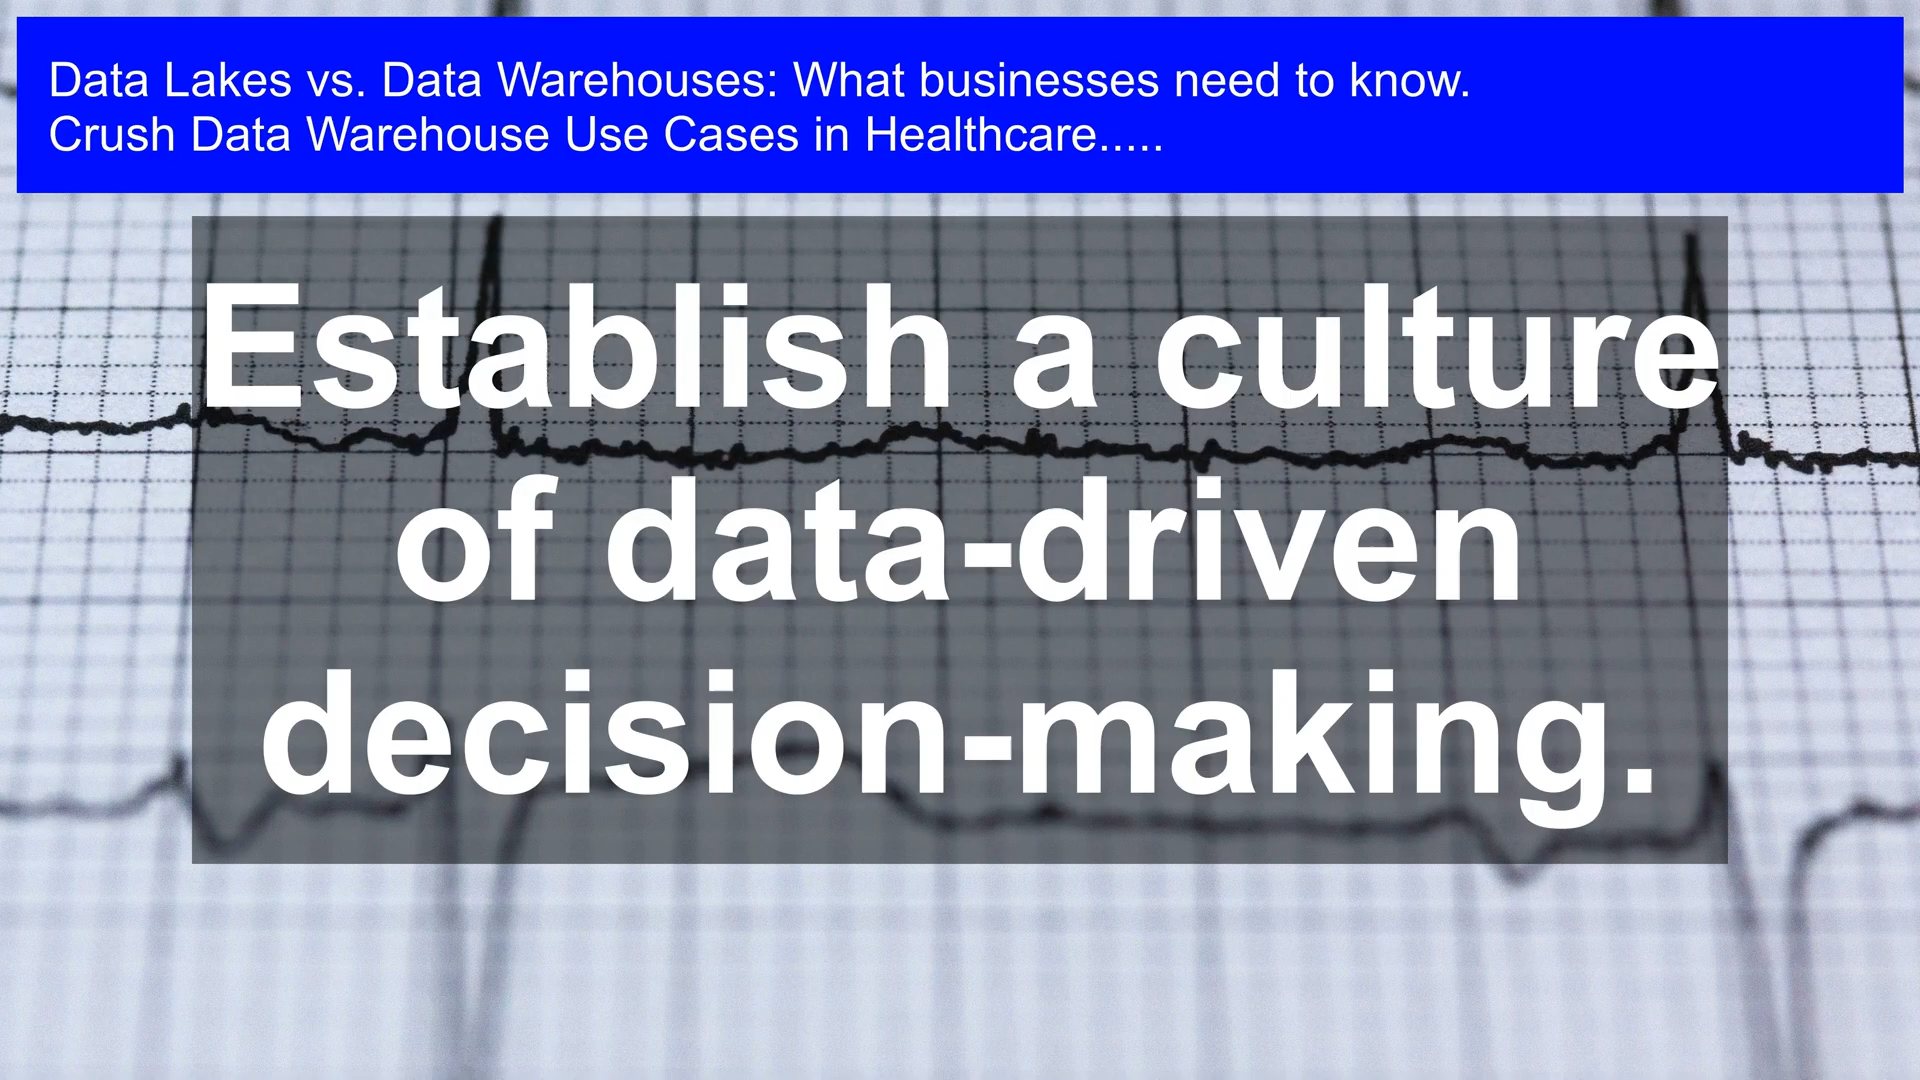 Data Lakes vs. Data Warehouses: What businesses need to know.
Crush Data Warehouse Use Cases in Healthcare.....
Establish a culture
of data-driven
decision-making.